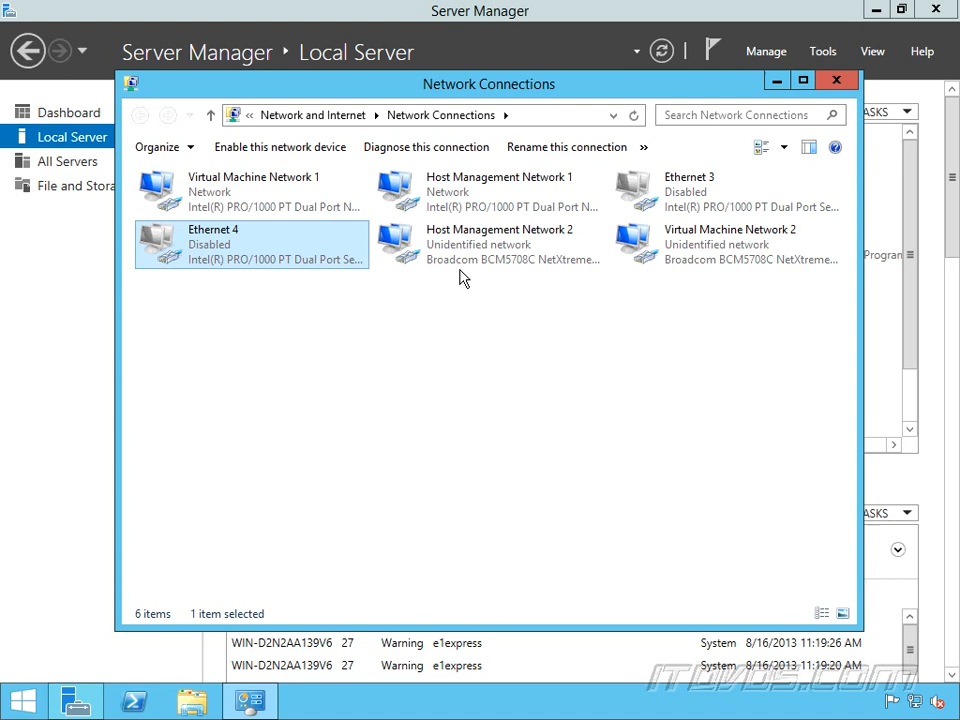 Server Manager
Server Manager ‣ Local Server
Manage Tools View Help
Network Connections
Dashboard
Local Server
All Servers
File and Stora
« Network and Internet ▸ Network Connections ▸
Search Network Connections
ASKS
Organize
Enable this network device
Diagnose this connection
Rename this connection
»
Virtual Machine Network 1
Network
Intel(R) PRO/1000 PT Dual Port N...
Host Management Network 1
Network
Intel(R) PRO/1000 PT Dual Port N...
Ethernet 3
Disabled
Intel(R) PRO/1000 PT Dual Port Se...
Ethernet 4
Disabled
Intel(R) PRO/1000 PT Dual Port Se...
Host Management Network 2
Unidentified network
Broadcom BCM5708C NetXtreme...
Virtual Machine Network 2
Unidentified network
Broadcom BCM5708C NetXtreme...
Program
ASKS
6 items 1 item selected
WIN-D2N2AA139V6 27 Warning e1express System 8/16/2013 11:19:26 AM
WIN-D2N2AA139V6 27 Warning e1express System 8/16/2013 11:19:20 AM
ITDVDS.com